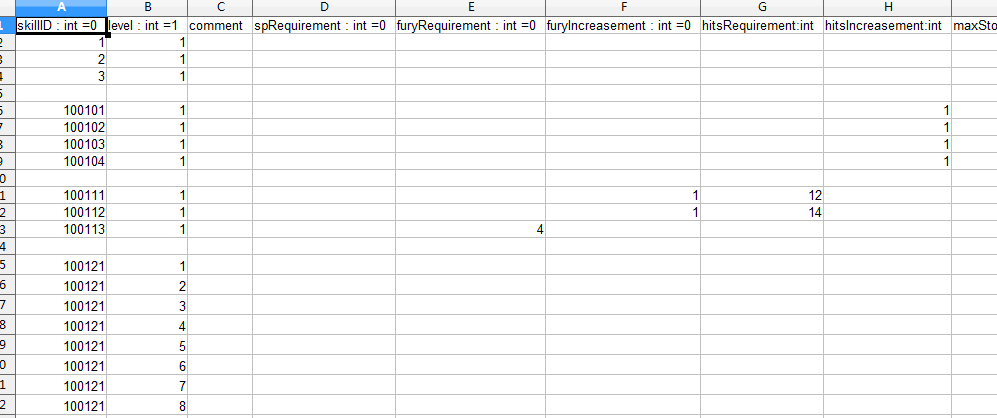 A B C D E F G H
1 skillID : int =0 level : int =1 comment spRequirement : int =0 furyRequirement : int =0 furyIncreasement : int =0 hitsRequirement:int hitsIncreasement:int maxSto
2 1 1
3 2 1
4 3 1
5
6 100101 1 1
7 100102 1 1
8 100103 1 1
9 100104 1 1
0
1 100111 1 1 12
2 100112 1 1 14
3 100113 1 4
4
5 100121 1
6 100121 2
7 100121 3
8 100121 4
9 100121 5
0 100121 6
1 100121 7
2 100121 8